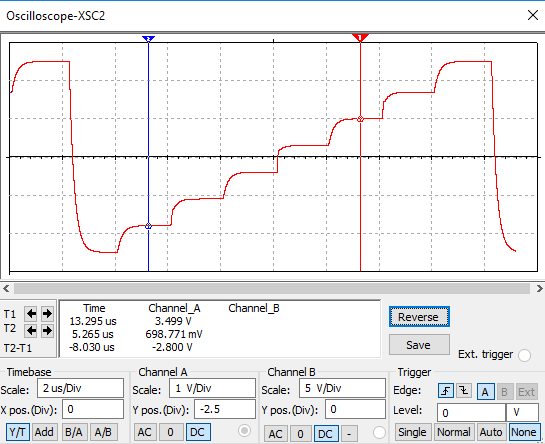 Oscilloscope-XSC2
2
1
Time Channel_A Channel_B
T1 13.295 us 3.499 V
T2 5.265 us 698.771 mV
T2-T1 -8.030 us -2.800 V
Reverse
Save
Ext. trigger
Timebase
Scale: 2 us/Div
X pos.(Div): 0
Y/T Add B/A A/B
Channel A
Scale: 1 V/Div
Y pos.(Div): -2.5
AC 0 DC
Channel B
Scale: 5 V/Div
Y pos.(Div): 0
AC 0 DC -
Trigger
Edge: A B Ext
Level: 0 V
Single Normal Auto None